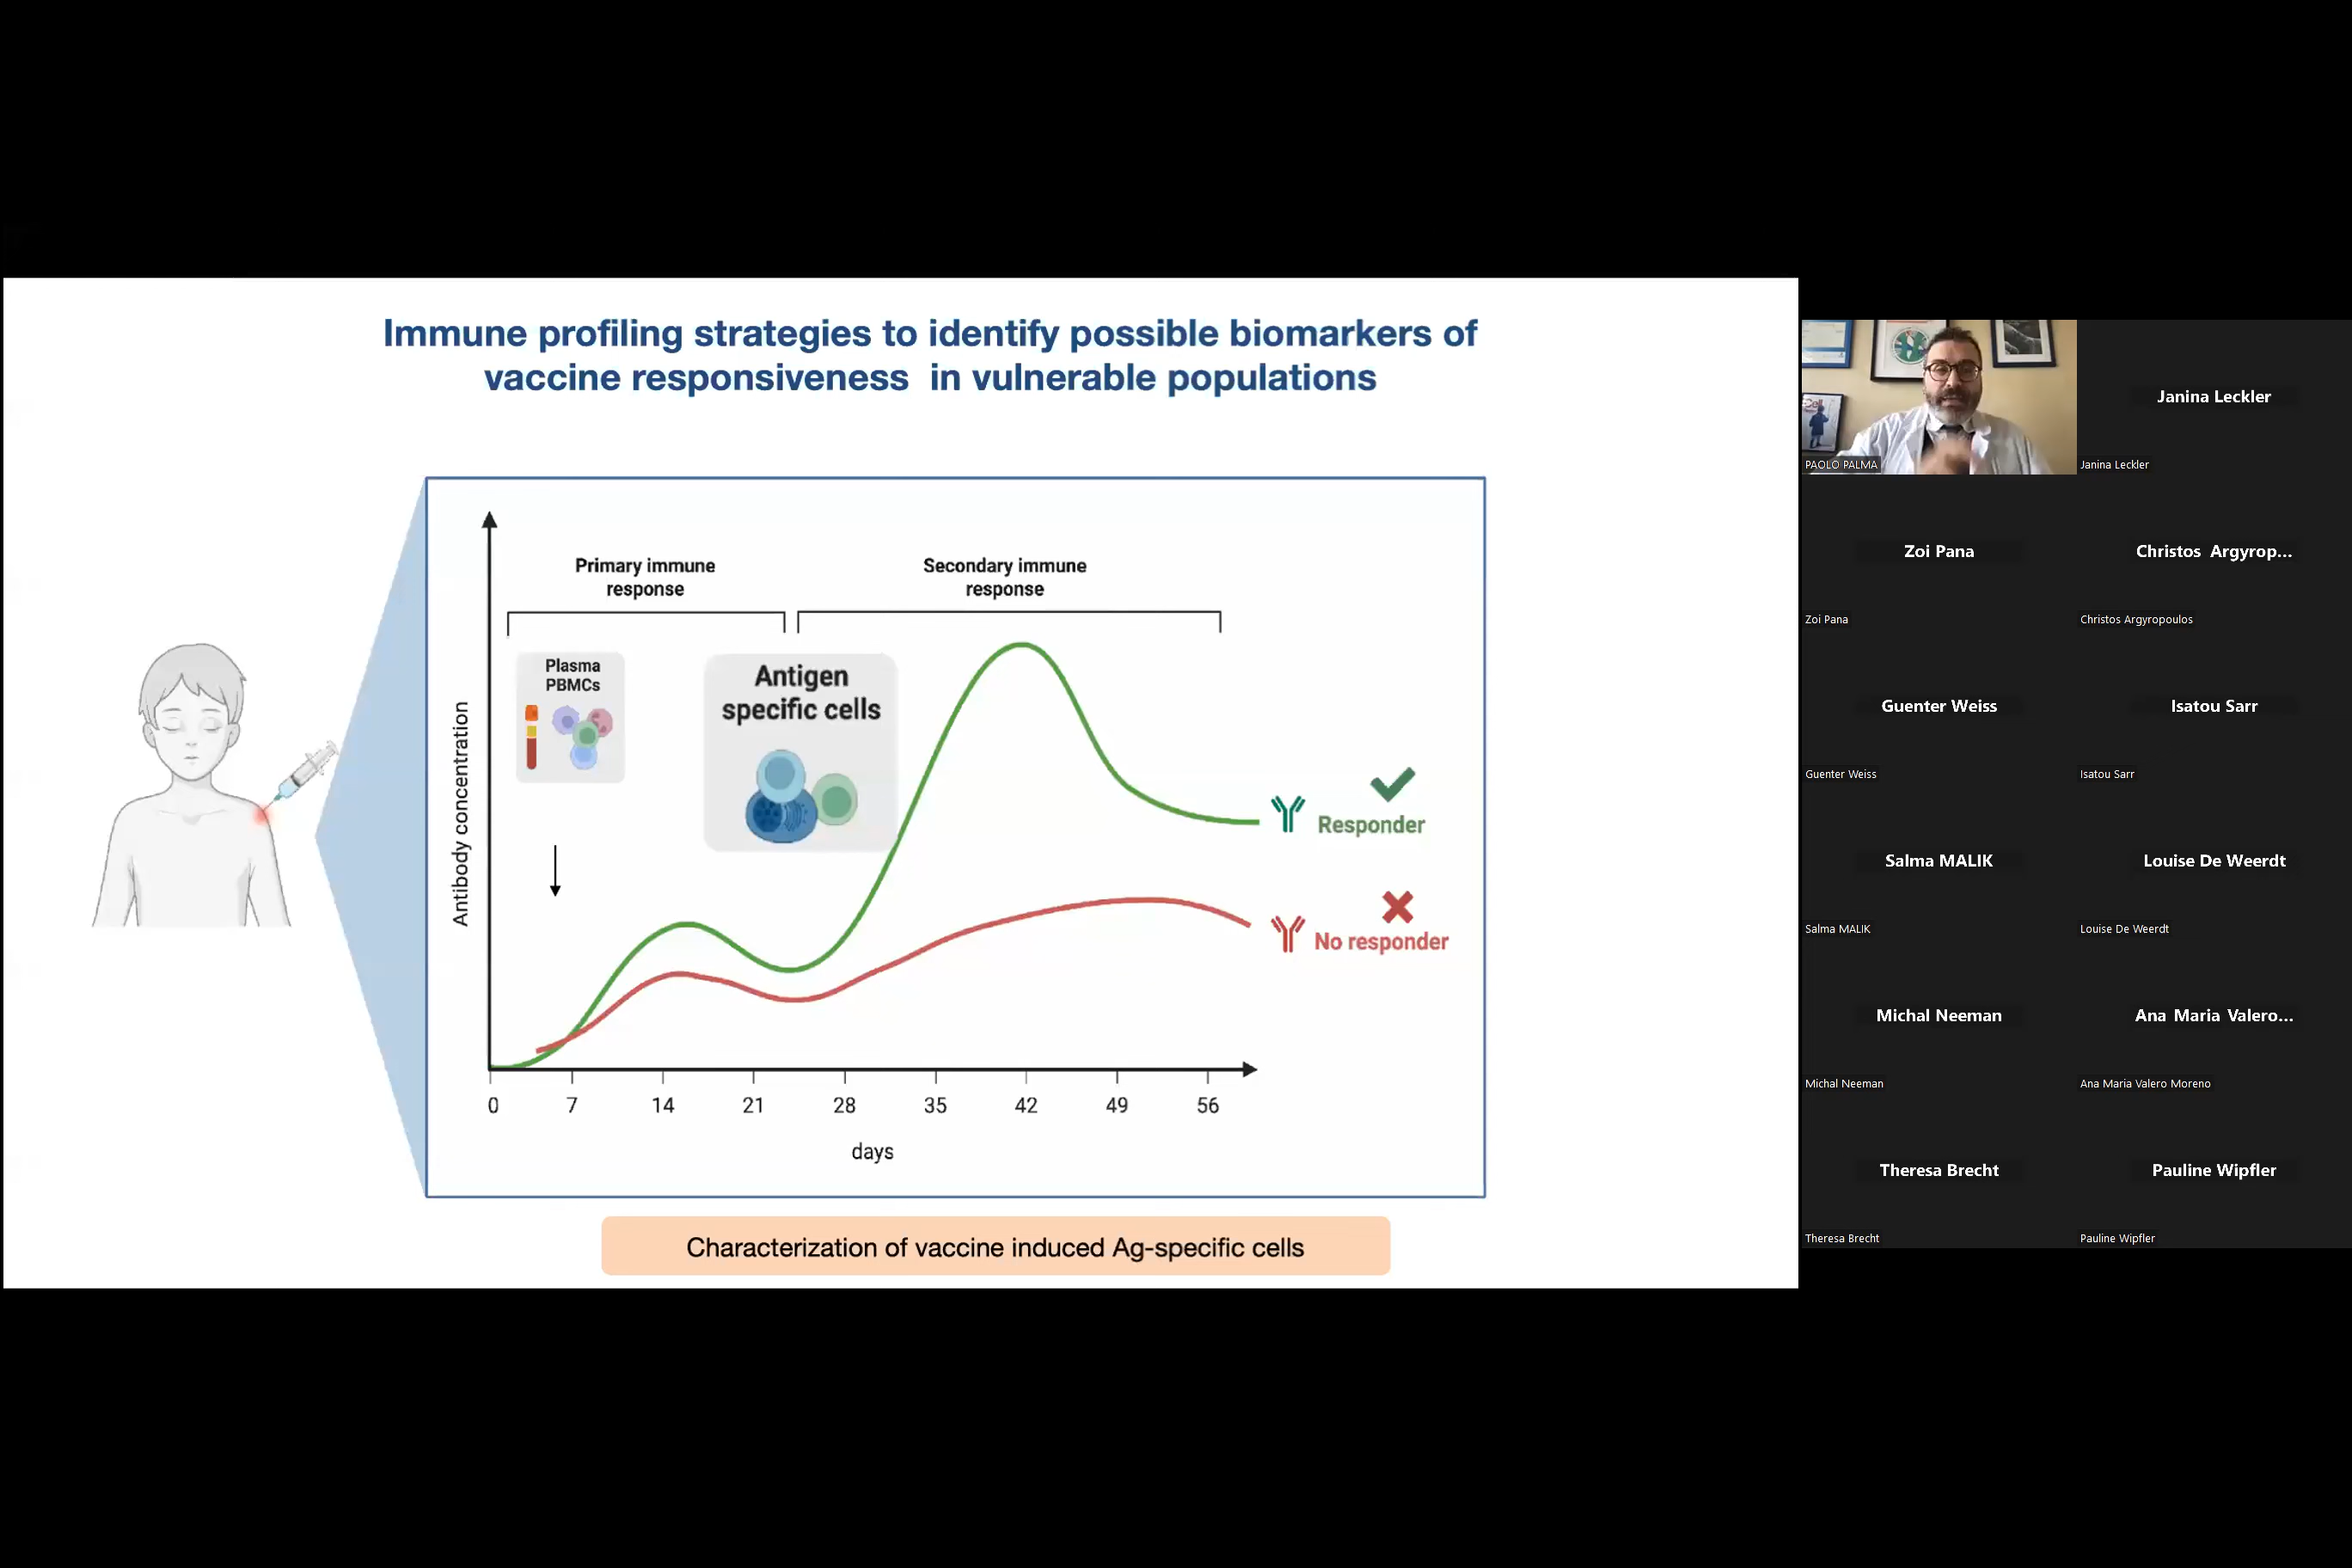 Immune profiling strategies to identify possible biomarkers of
vaccine responsiveness in vulnerable populations
Primary immune
response
Secondary immune
response
Plasma
PBMCs
Antigen
specific cells
Antibody concentration
Responder
No responder
0 7 14 21 28 35 42 49 56
days
Characterization of vaccine induced Ag-specific cells
PAOLO PALMA
Janina Leckler
Janina Leckler
Zoi Pana
Zoi Pana
Christos Argyrop...
Christos Argyropoulos
Guenter Weiss
Guenter Weiss
Isatou Sarr
Isatou Sarr
Salma MALIK
Salma MALIK
Louise De Weerdt
Louise De Weerdt
Michal Neeman
Michal Neeman
Ana Maria Valero...
Ana Maria Valero Moreno
Theresa Brecht
Theresa Brecht
Pauline Wipfler
Pauline Wipfler